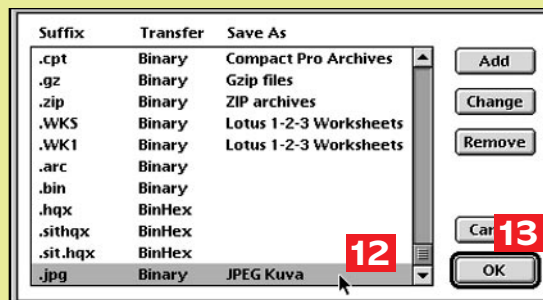 Suffix Transfer Save As
.cpt Binary Compact Pro Archives
.gz Binary Gzip files
.zip Binary ZIP archives
.WKS Binary Lotus 1-2-3 Worksheets
.WK1 Binary Lotus 1-2-3 Worksheets
.arc Binary
.bin Binary
.hqx BinHex
.sithqx BinHex
.sit.hqx BinHex
.jpg Binary JPEG Kuva
12
Add
Change
Remove
13
OK